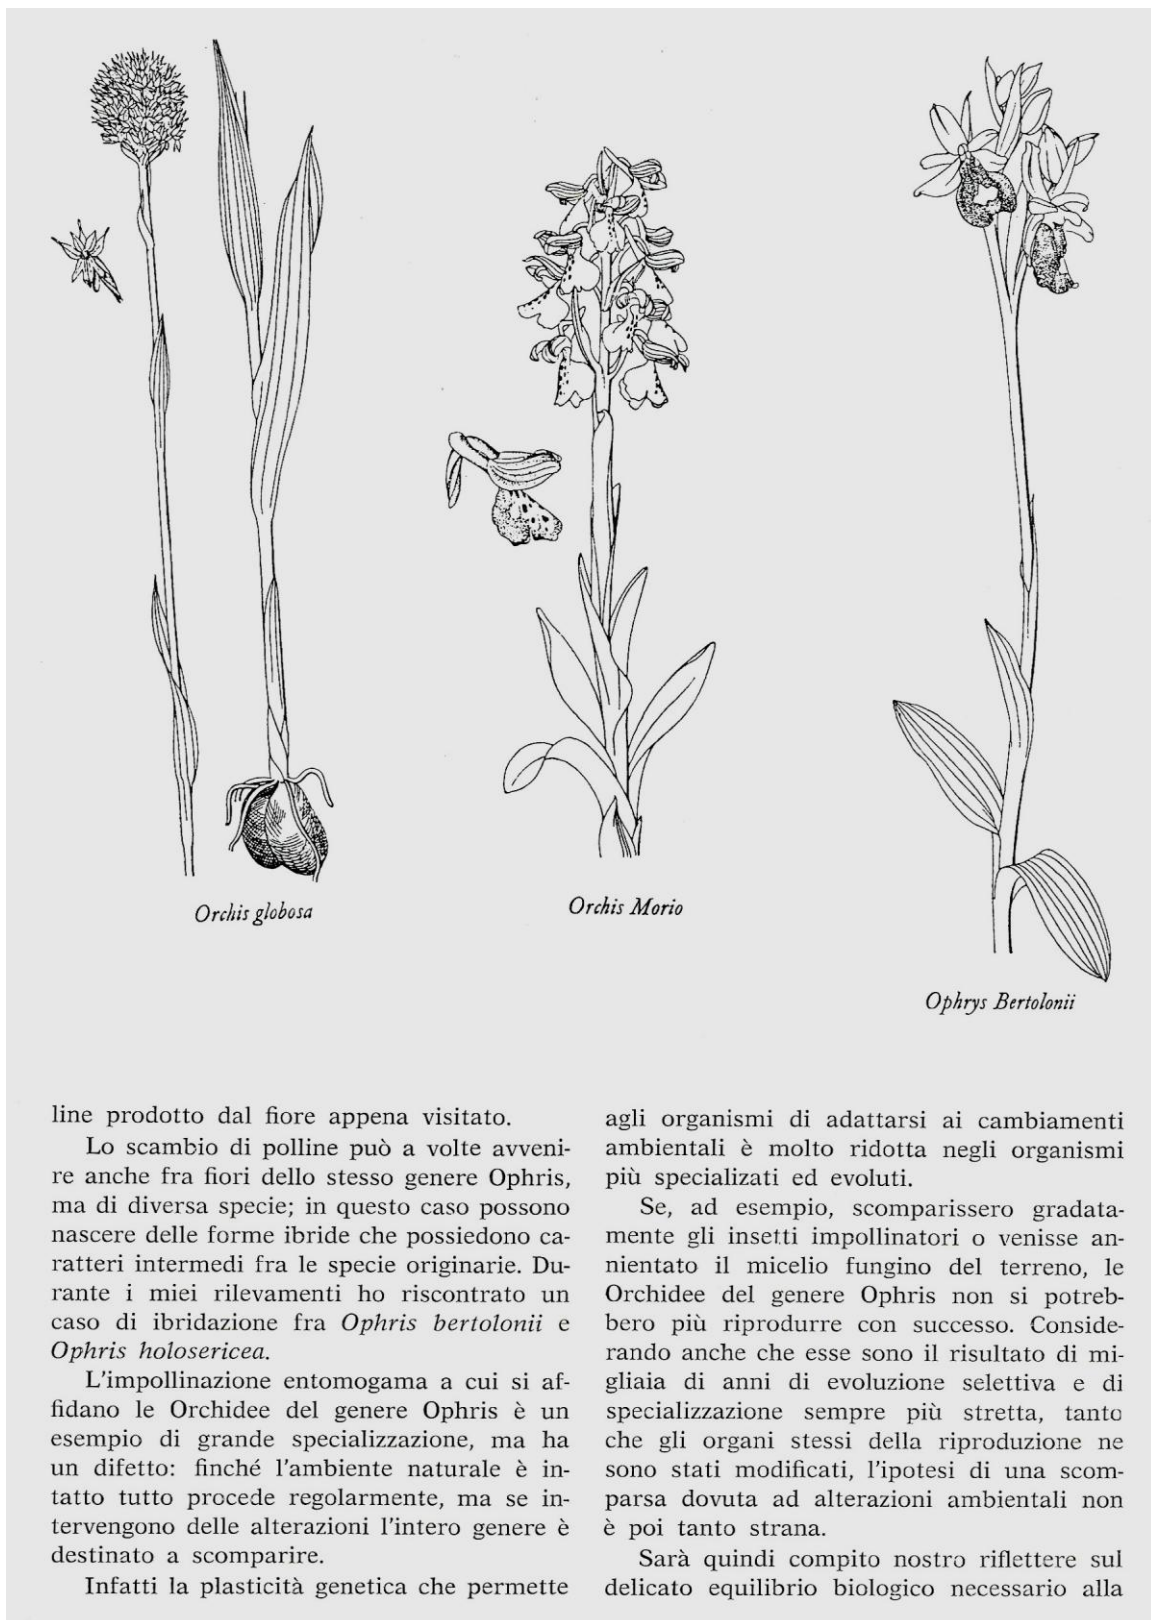 Orchis globosa
Orchis Morio
Ophrys Bertolonii
line prodotto dal fiore appena visitato.
Lo scambio di polline può a volte avveni-
re anche fra fiori dello stesso genere Ophris,
ma di diversa specie; in questo caso possono
nascere delle forme ibride che possiedono ca-
ratteri intermedi fra le specie originarie. Du-
rante i miei rilevamenti ho riscontrato un
caso di ibridazione fra Ophris bertolonii e
Ophris holosericea.
L'impollinazione entomogama a cui si af-
fidano le Orchidee del genere Ophris è un
esempio di grande specializzazione, ma ha
un difetto: finché l'ambiente naturale è in-
tatto tutto procede regolarmente, ma se in-
tervengono delle alterazioni l'intero genere è
destinato a scomparire.
Infatti la plasticità genetica che permette
agli organismi di adattarsi ai cambiamenti
ambientali è molto ridotta negli organismi
più specializati ed evoluti.
Se, ad esempio, scomparissero gradata-
mente gli insetti impollinatori o venisse an-
nientato il micelio fungino del terreno, le
Orchidee del genere Ophris non si potreb-
bero più riprodurre con successo. Conside-
rando anche che esse sono il risultato di mi-
gliaia di anni di evoluzione selettiva e di
specializzazione sempre più stretta, tanto
che gli organi stessi della riproduzione ne
sono stati modificati, l'ipotesi di una scom-
parsa dovuta ad alterazioni ambientali non
è poi tanto strana.
Sarà quindi compito nostro riflettere sul
delicato equilibrio biologico necessario alla